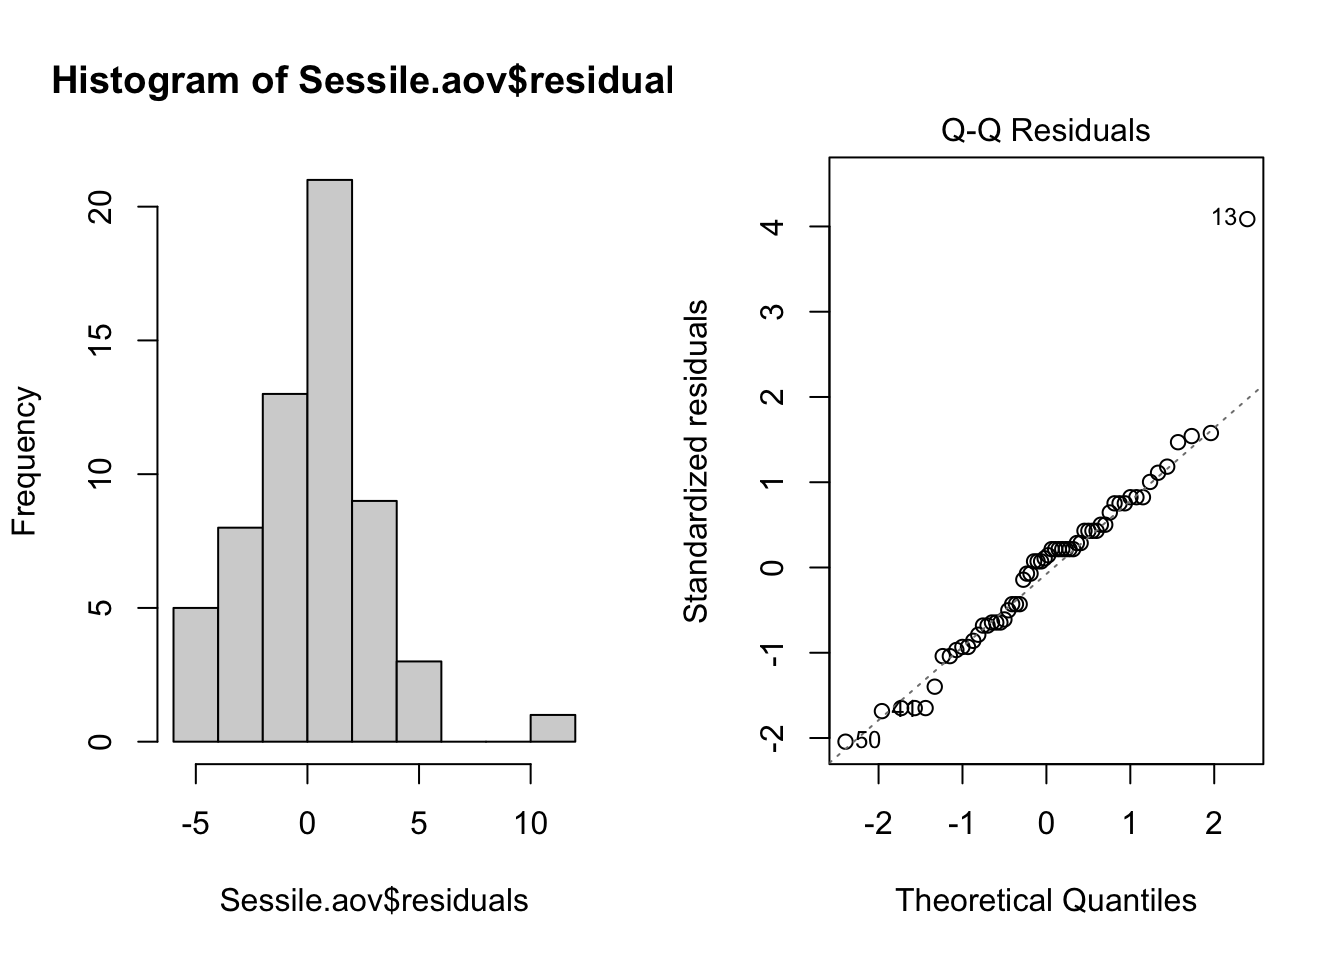 Histogram of Sessile.aov$residual
Frequency
20
15
10
5
0
-5 0 5 10
Sessile.aov$residuals
Q-Q Residuals
Standardized residuals
4
3
2
1
0
-1
-2
13
41
50
-2 -1 0 1 2
Theoretical Quantiles